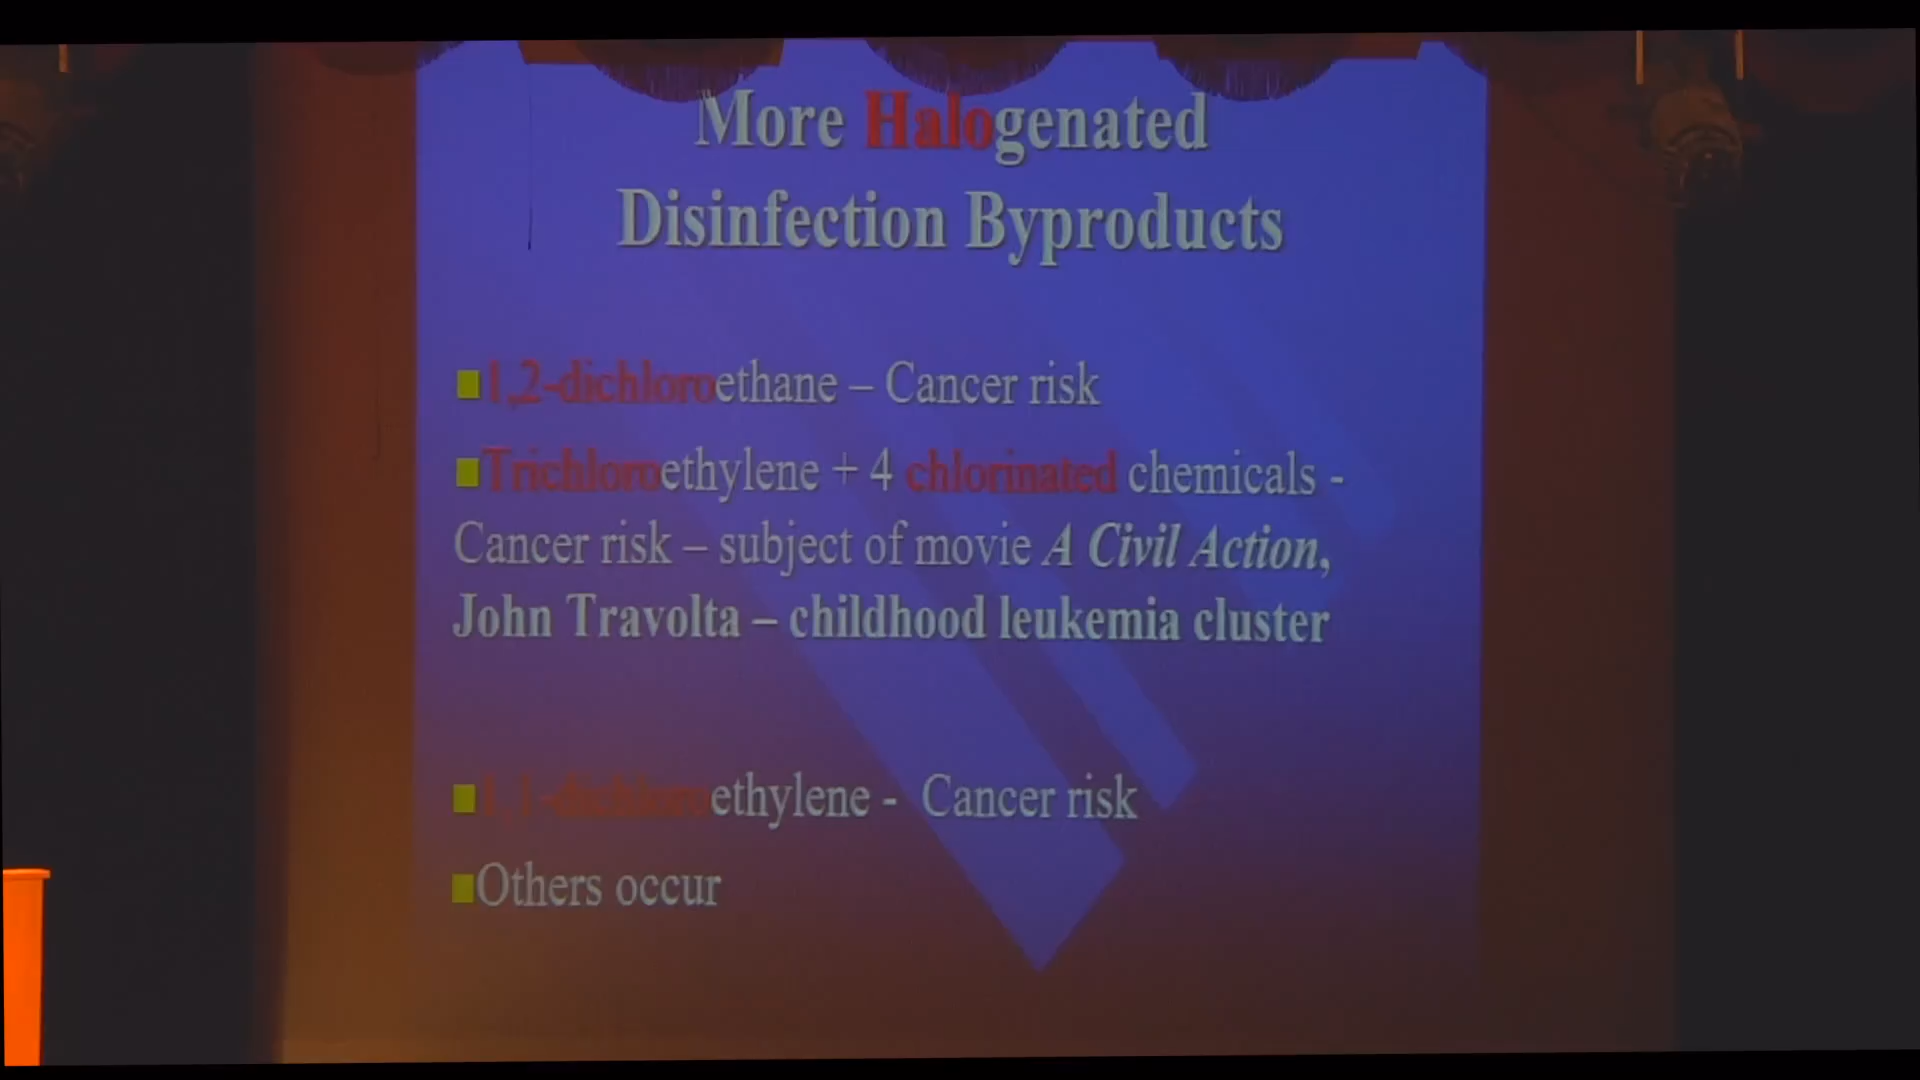 More Halogenated
Disinfection Byproducts
1,2-dichloroethane – Cancer risk
Trichloroethylene + 4 chlorinated chemicals -
Cancer risk – subject of movie A Civil Action,
John Travolta – childhood leukemia cluster
1,1-dichloroethylene - Cancer risk
Others occur